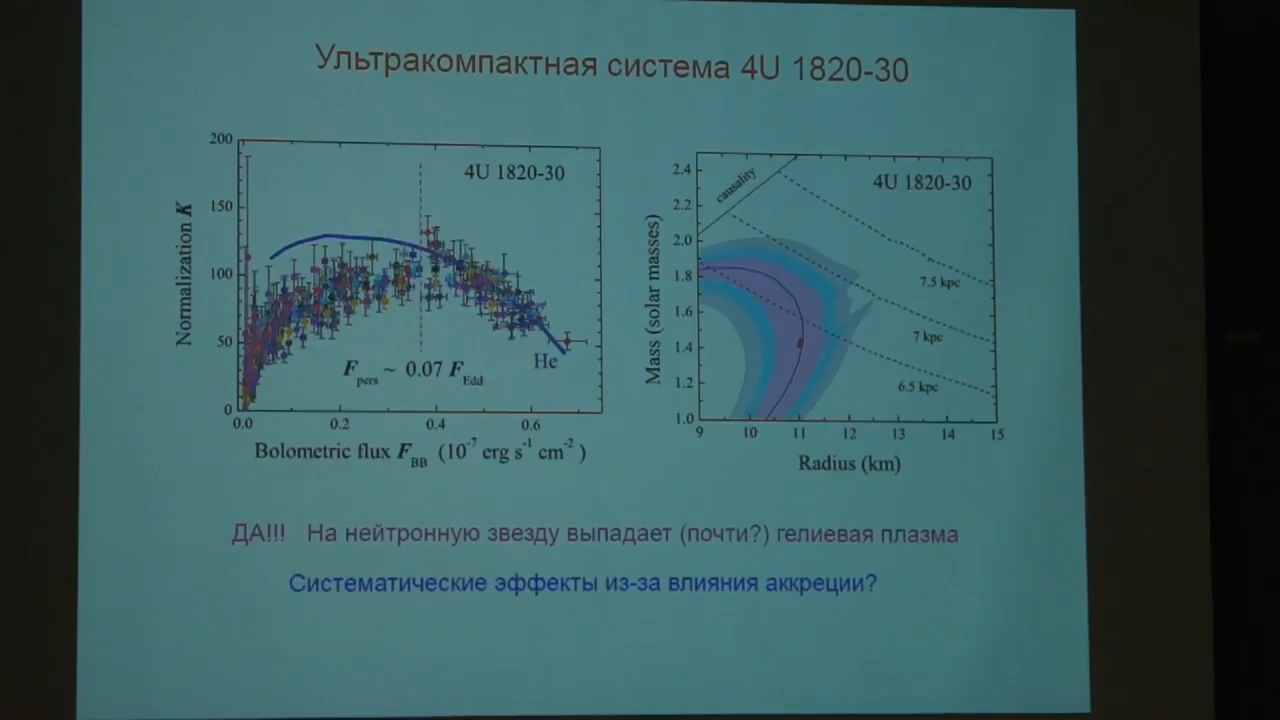 Ультракомпактная система 4U 1820-30
200
150
100
50
0
Normalization K
4U 1820-30
F pers ~ 0.07 F Edd
He
0.0 0.2 0.4 0.6
Bolometric flux F BB (10^-7 erg s^-1 cm^-2)
2.4
2.2
2.0
1.8
1.6
1.4
1.2
1.0
Mass (solar masses)
causality
4U 1820-30
7.5 kpc
7 kpc
6.5 kpc
9 10 11 12 13 14 15
Radius (km)
ДА!!! На нейтронную звезду выпадает (почти?) гелиевая плазма
Систематические эффекты из-за влияния аккреции?